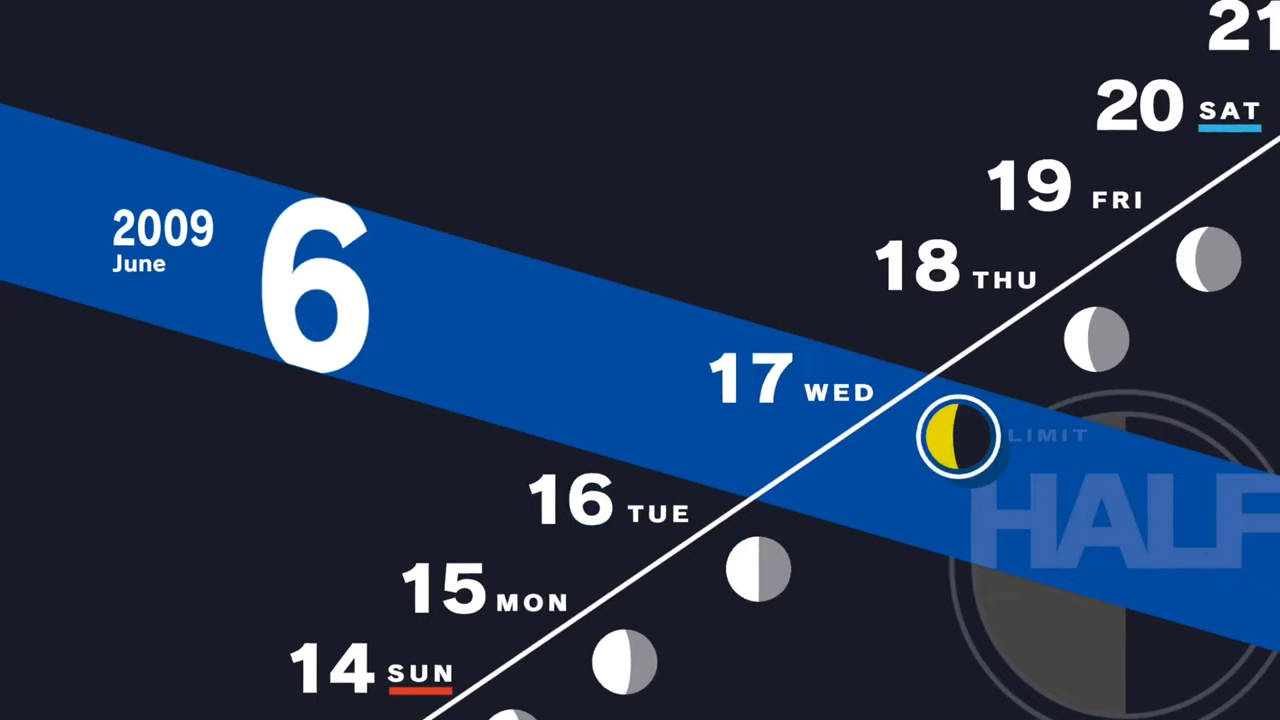 21
20 SAT
19 FRI
18 THU
2009
June
6
17 WED
LIMIT
HALF
16 TUE
15 MON
14 SUN